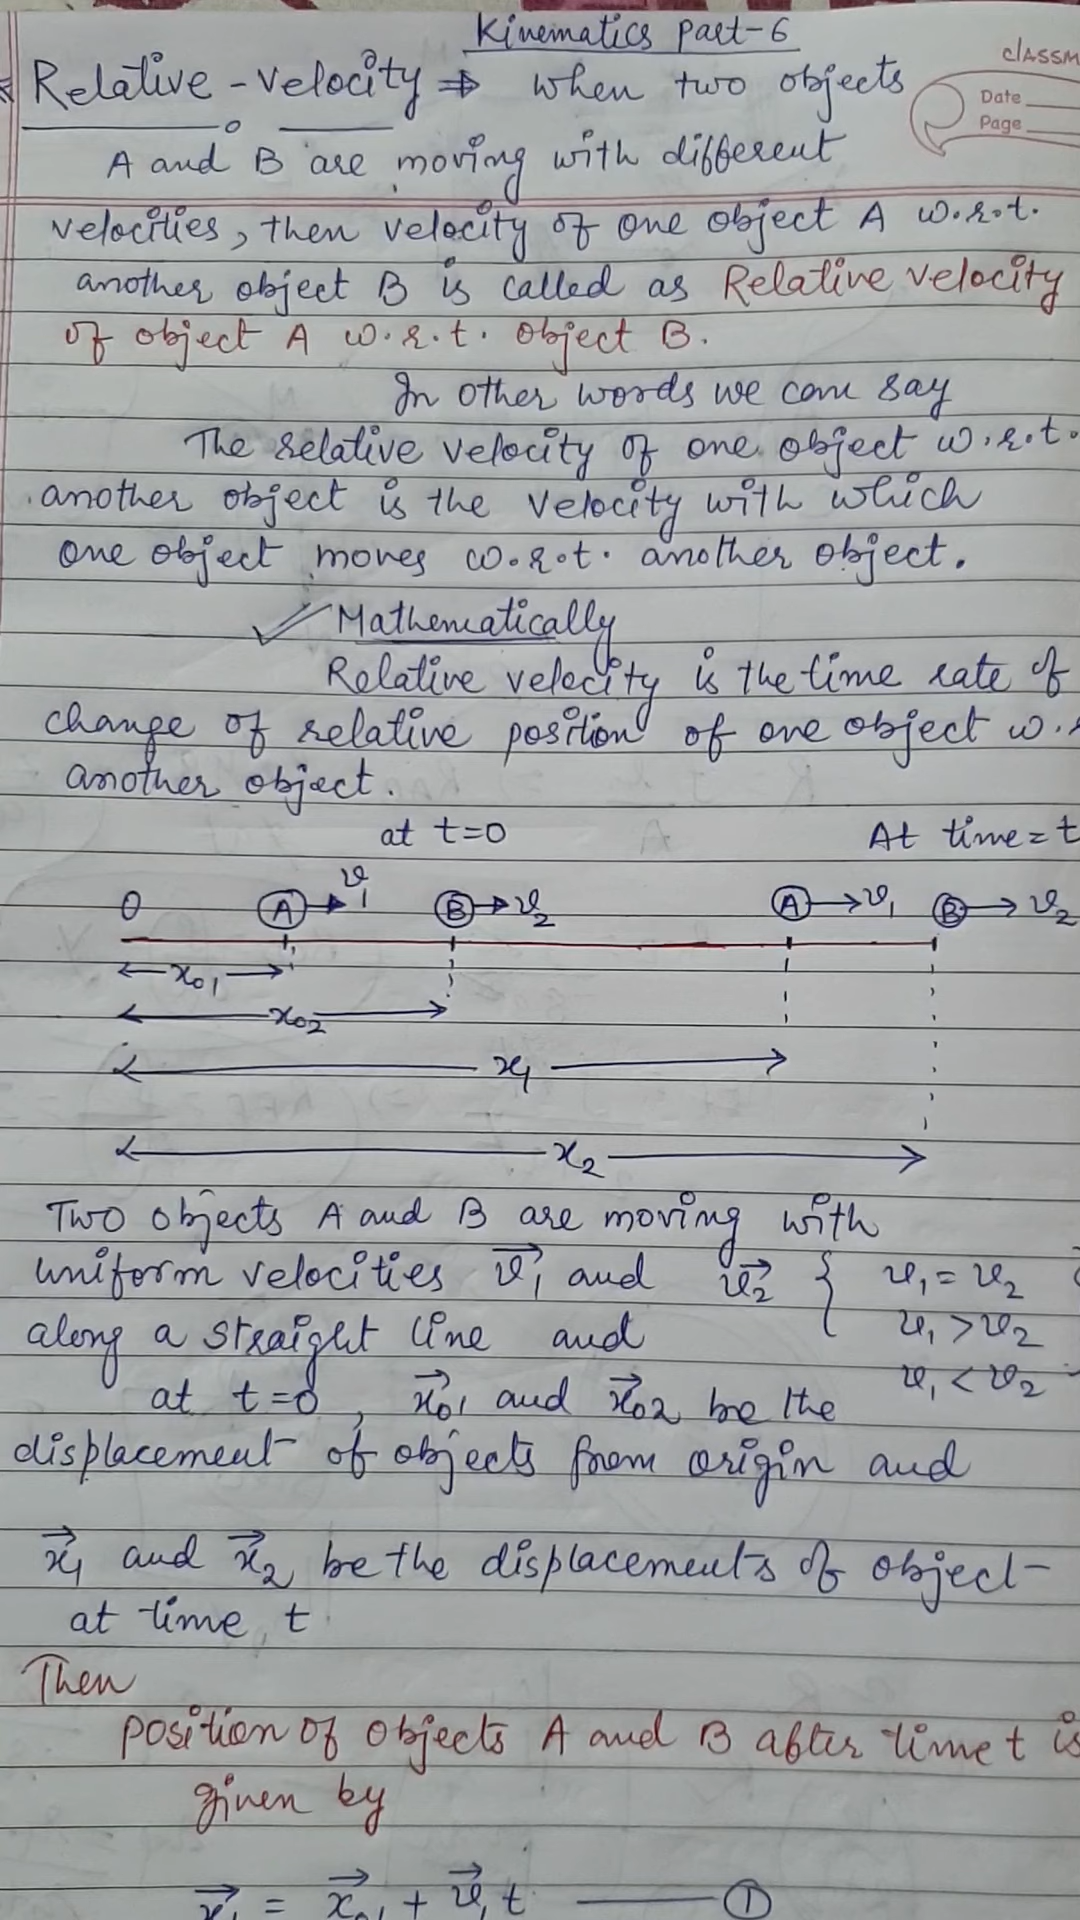 Kinematics Part-6
classm
Date
Page
Relative-velocity ⇒ when two objects
A and B are moving with different
velocities, then velocity of one object A w.r.t.
another object B is called as Relative velocity
of object A w.r.t. object B.
In other words we can say
The relative velocity of one object w.r.t.
another object is the velocity with which
one object moves w.r.t. another object.
✓ Mathematically
Relative velocity is the time rate of
change of relative position of one object w.r
another object.
at t=0 At time = t
O A → v₁ B → v₂ A → v₁ B → v₂
x₀₁
x₀₂
x₁
x₂
Two objects A and B are moving with
uniform velocities v⃗₁ and v⃗₂ { v₁ = v₂
along a straight line and v₁ > v₂
v₁ < v₂
at t=0, x⃗₀₁ and x⃗₀₂ be the
displacement of objects from origin and
x⃗₁ and x⃗₂ be the displacements of object
at time, t
Then
position of objects A and B after time t is
given by
x⃗₁ = x⃗₀₁ + v⃗₁t —— ①